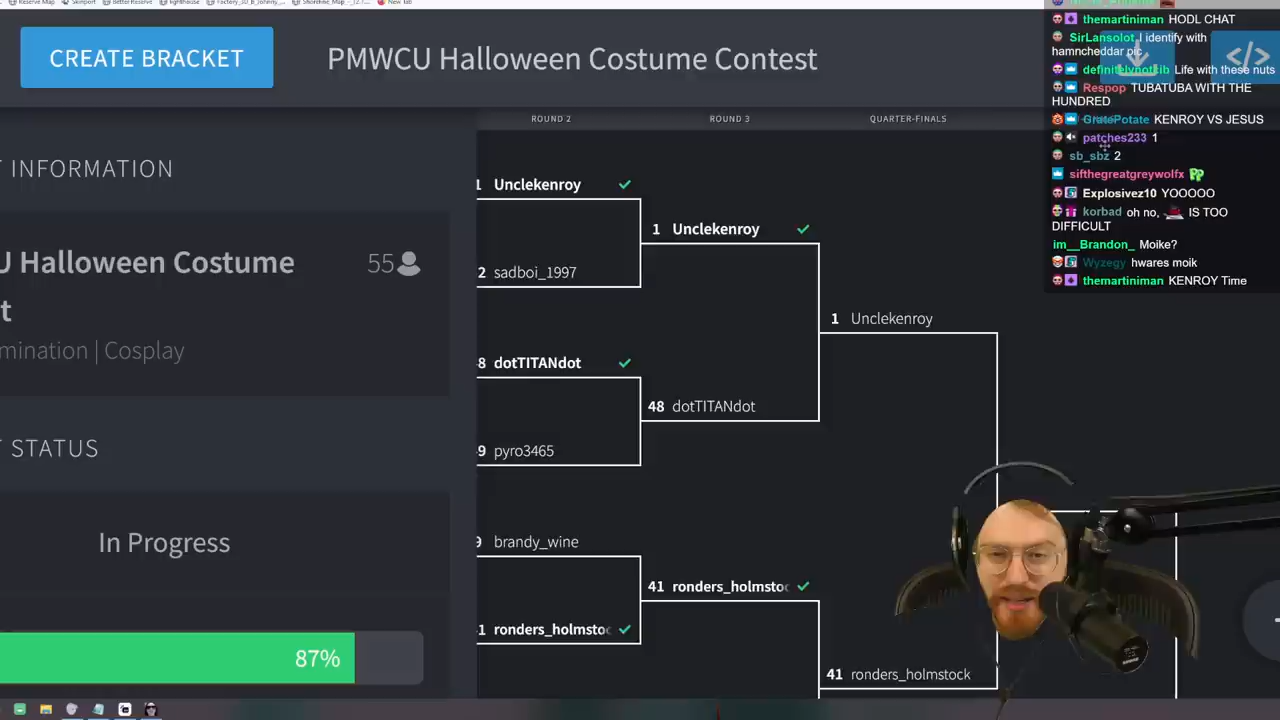 CREATE BRACKET
PMWCU Halloween Costume Contest
ROUND 2
ROUND 3
QUARTER-FINALS
T INFORMATION
U Halloween Costume
t
55
mination | Cosplay
T STATUS
In Progress
87%
1 Unclekenroy
2 sadboi_1997
8 dotTITANdot
9 pyro3465
9 brandy_wine
1 ronders_holmstoc
1 Unclekenroy
48 dotTITANdot
41 ronders_holmstoc
1 Unclekenroy
41 ronders_holmstock
themartiniman HODL CHAT
SirLansolot I identify with
hamncheddar pic
definitelynotcib Life with these nuts
Respop TUBATUBA WITH THE
HUNDRED
GratePotate KENROY VS JESUS
patches233 1
sb_sbz 2
sifthegreatgreywolfx PP
Explosivez10 YOOOOO
korbad oh no, IS TOO
DIFFICULT
im__Brandon_ Moike?
Wyzegy hwares moik
themartiniman KENROY Time